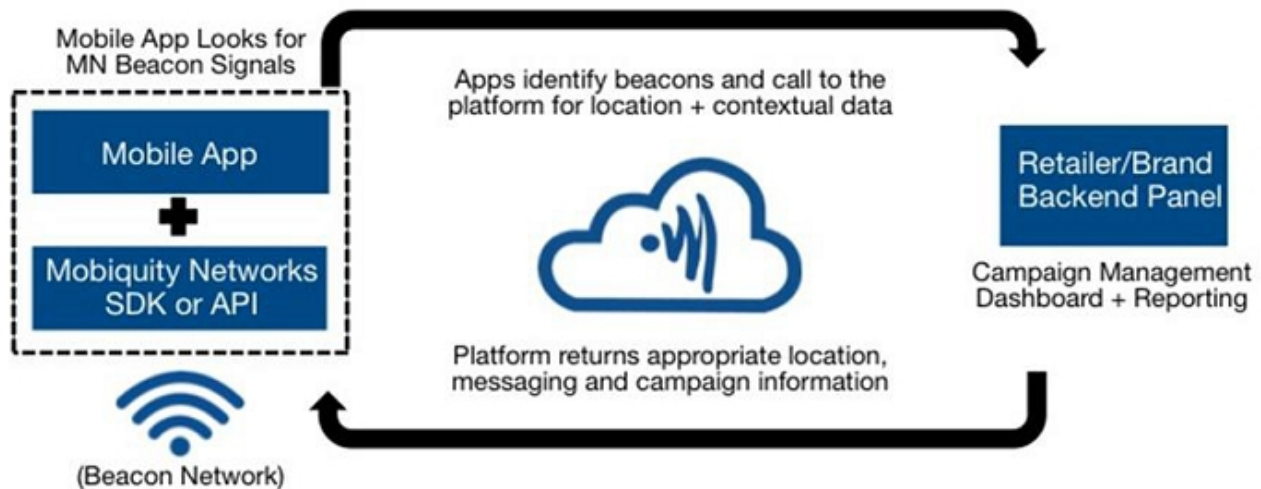 Mobile App Looks for
MN Beacon Signals
Mobile App
Mobiquity Networks
SDK or API
(Beacon Network)
Apps identify beacons and call to the
platform for location + contextual data
Platform returns appropriate location,
messaging and campaign information
Retailer/Brand
Backend Panel
Campaign Management
Dashboard + Reporting